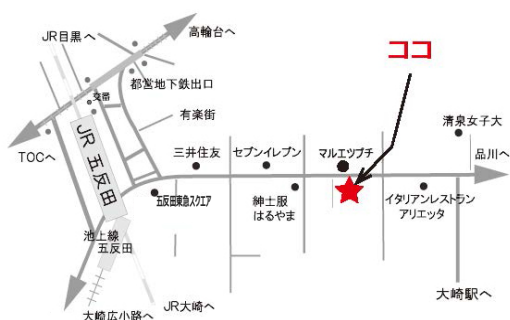 JR目黒へ
高輪台へ
ココ
交番
都営地下鉄出口
有楽街
清泉女子大
TOCへ
JR 五反田
三井住友
セブンイレブン
マルエツプチ
品川へ
五反田東急スクエア
紳士服
はるやま
イタリアンレストラン
アリエッタ
池上線
五反田
大崎広小路へ
JR大崎へ
大崎駅へ